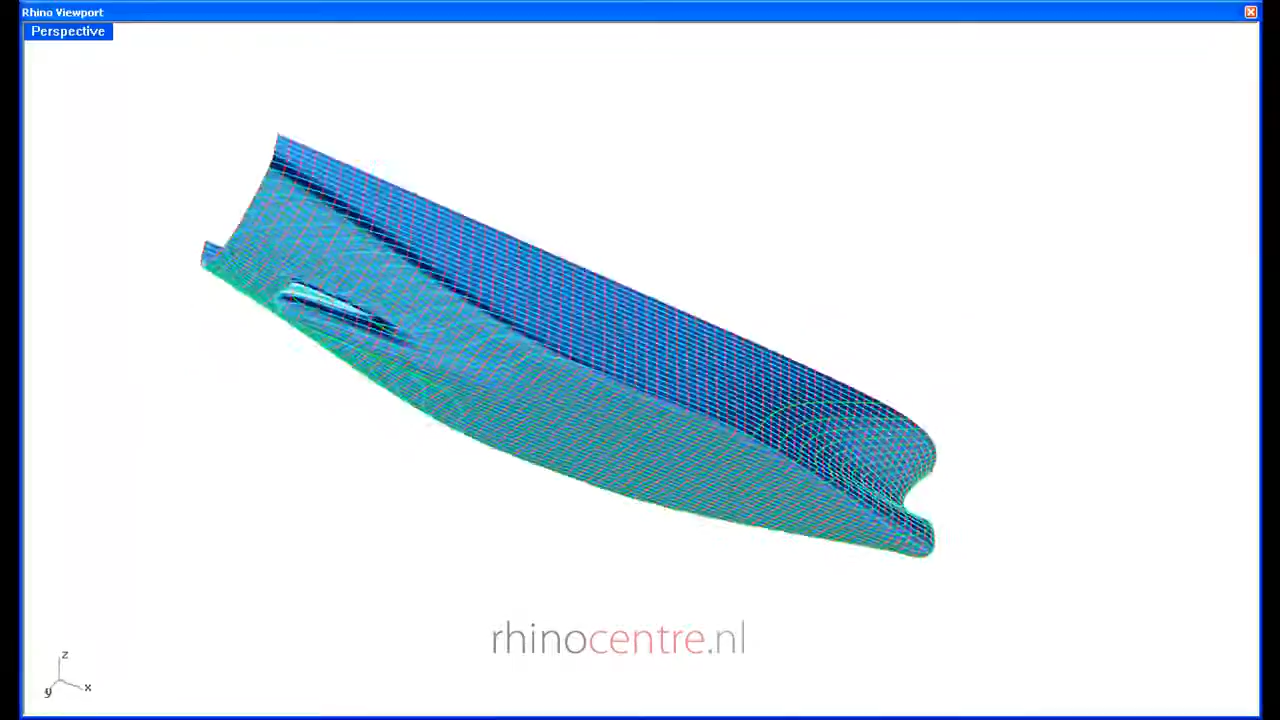 Rhino Viewport
Perspective
rhinocentre.nl
z
y
x